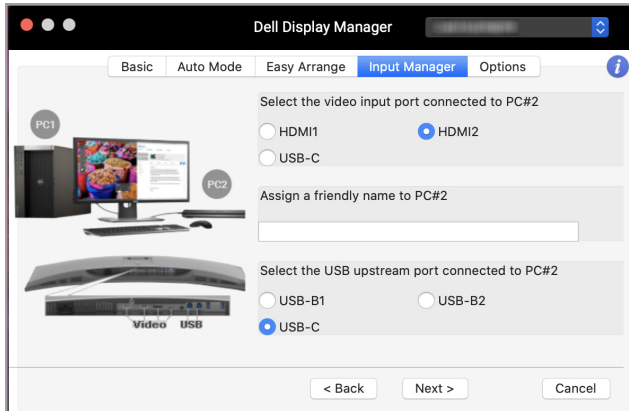 Dell Display Manager
Basic Auto Mode Easy Arrange Input Manager Options i
Select the video input port connected to PC#2
PC1
HDMI1 HDMI2
USB-C
PC2
Assign a friendly name to PC#2
Select the USB upstream port connected to PC#2
USB-B1 USB-B2
Video USB
USB-C
< Back Next > Cancel